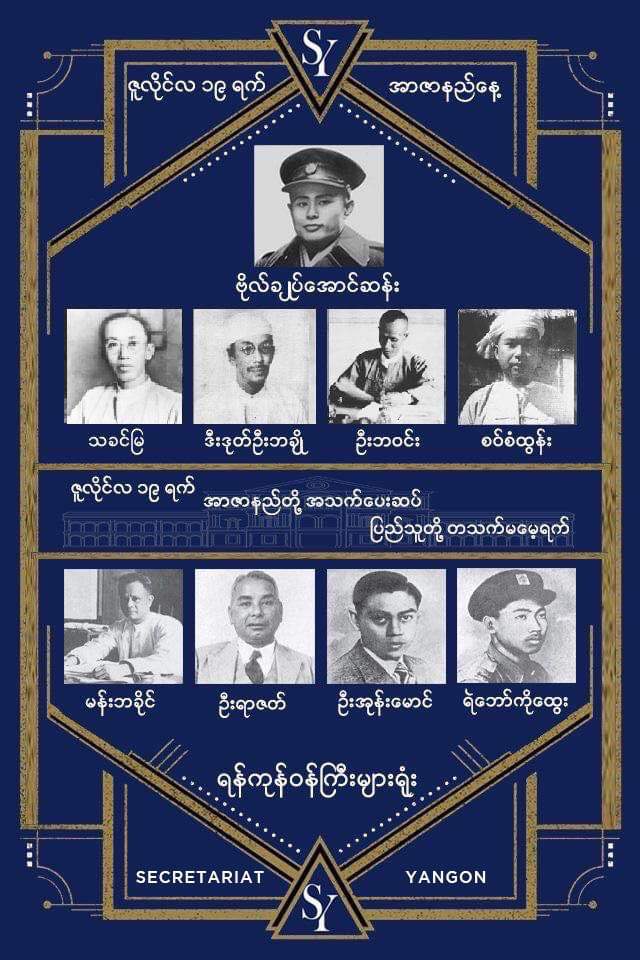 SY
ဇူလိုင်လ ၁၉ ရက် အာဇာနည်နေ့
ဗိုလ်ချုပ်အောင်ဆန်း
သခင်မြ ဒီးဒုတ်ဦးဘချို ဦးဘဝင်း စဝ်စံထွန်း
ဇူလိုင်လ ၁၉ ရက် အာဇာနည်တို့ အသက်ပေးဆပ်
ပြည်သူတို့ တသက်မမေ့ရက်
မန်းဘခိုင် ဦးရာဇတ် ဦးအုန်းမောင် ရဲဘော်ကိုထွေး
ရန်ကုန်ဝန်ကြီးများရုံး
SECRETARIAT YANGON
SY